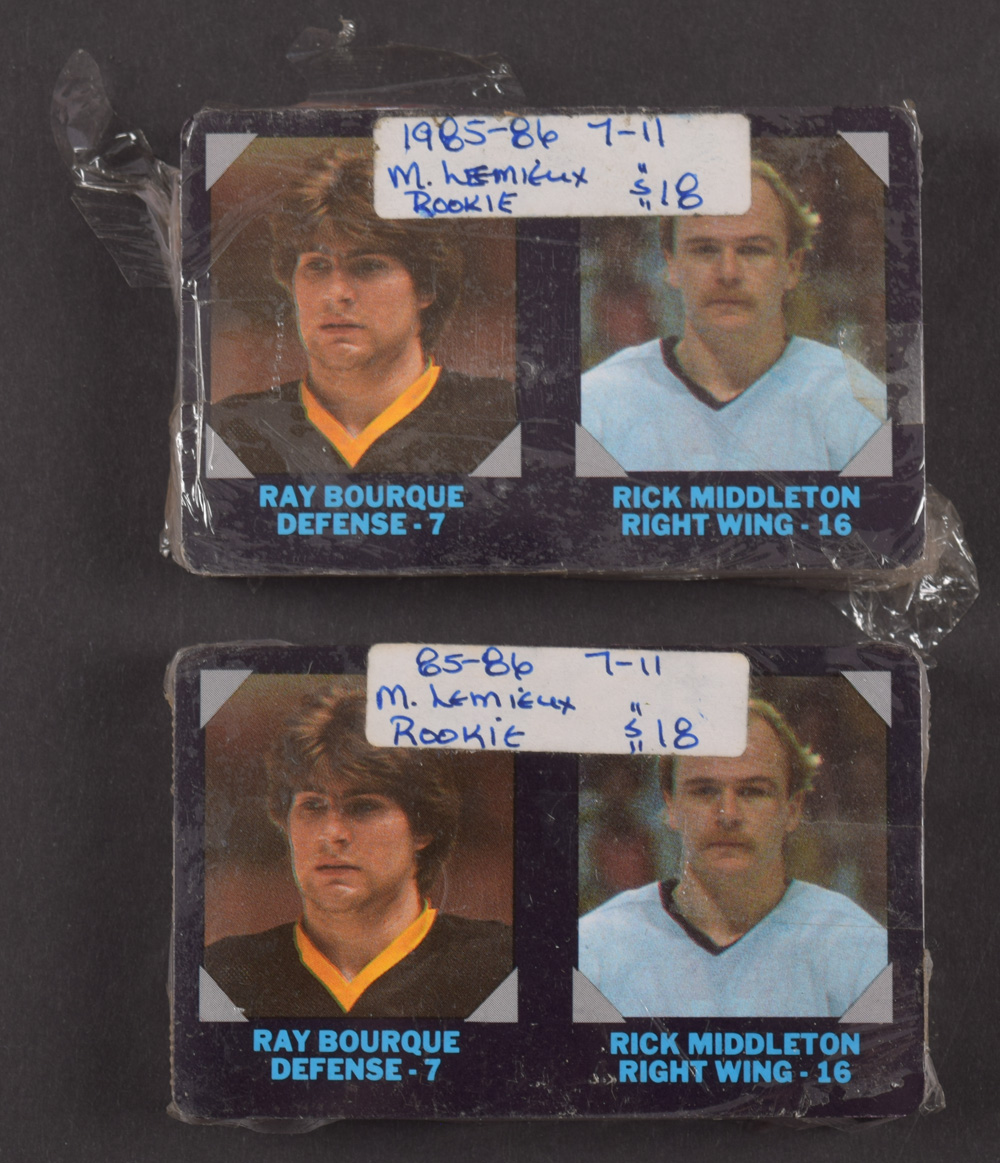 1985-86 7-11
M. LEMIEUX "
ROOKIE $18
"
RAY BOURQUE
DEFENSE - 7
RICK MIDDLETON
RIGHT WING - 16
85-86 7-11
M. LEMIEUX "
ROOKIE $18
"
RAY BOURQUE
DEFENSE - 7
RICK MIDDLETON
RIGHT WING - 16